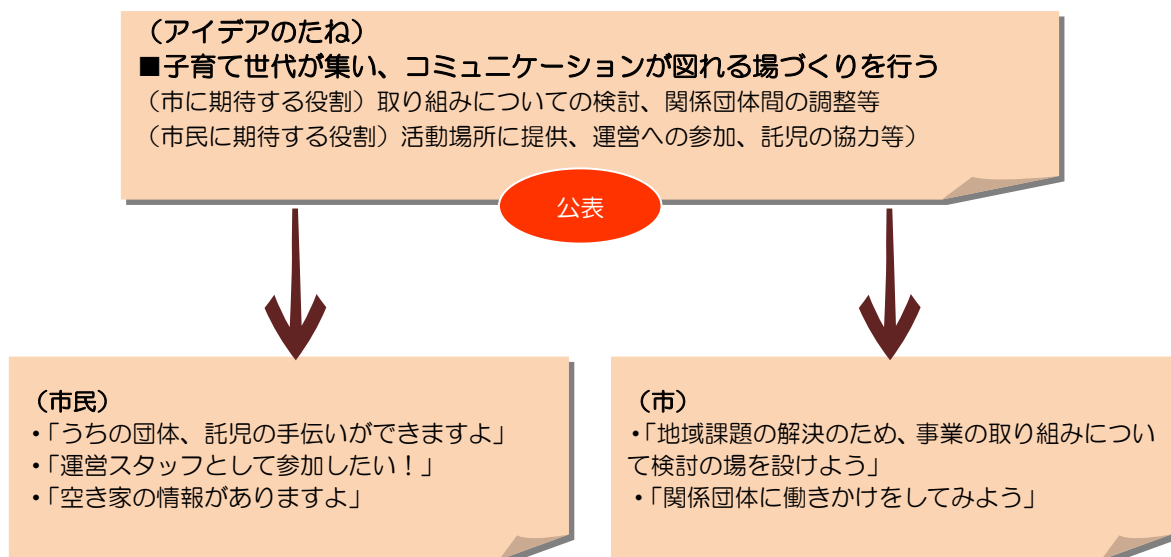 （アイデアのたね）
■子育て世代が集い、コミュニケーションが図れる場づくりを行う
（市に期待する役割）取り組みについての検討、関係団体間の調整等
（市民に期待する役割）活動場所に提供、運営への参加、託児の協力等）
公表
（市民）
・「うちの団体、託児の手伝いができますよ」
・「運営スタッフとして参加したい！」
・「空き家の情報がありますよ」
（市）
・「地域課題の解決のため、事業の取り組みについ
て検討の場を設けよう」
・「関係団体に働きかけをしてみよう」